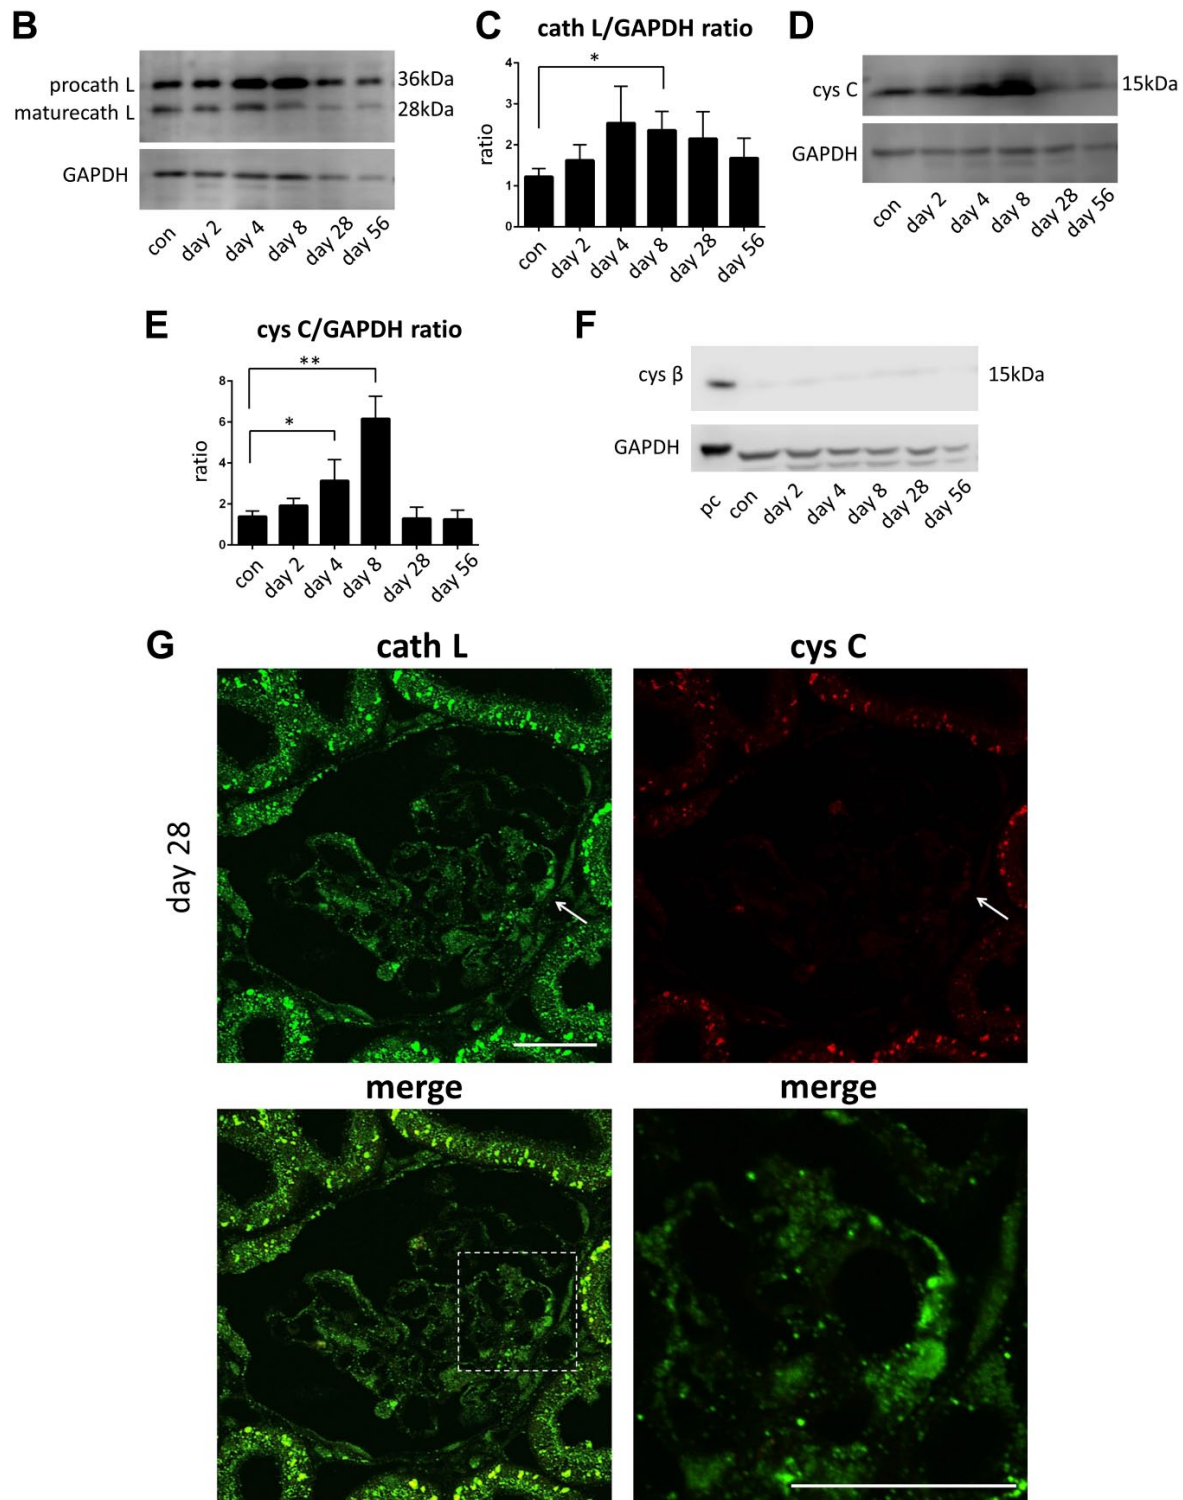 B
procath L
maturecath L
36kDa
28kDa
GAPDH
con
day 2
day 4
day 8
day 28
day 56
C
cath L/GAPDH ratio
ratio
4
3
2
1
0
*
con
day 2
day 4
day 8
day 28
day 56
D
cys C
15kDa
GAPDH
con
day 2
day 4
day 8
day 28
day 56
E
cys C/GAPDH ratio
ratio
8
6
4
2
0
**
*
con
day 2
day 4
day 8
day 28
day 56
F
cys β
15kDa
GAPDH
pc
con
day 2
day 4
day 8
day 28
day 56
G
cath L
cys C
day 28
merge
merge